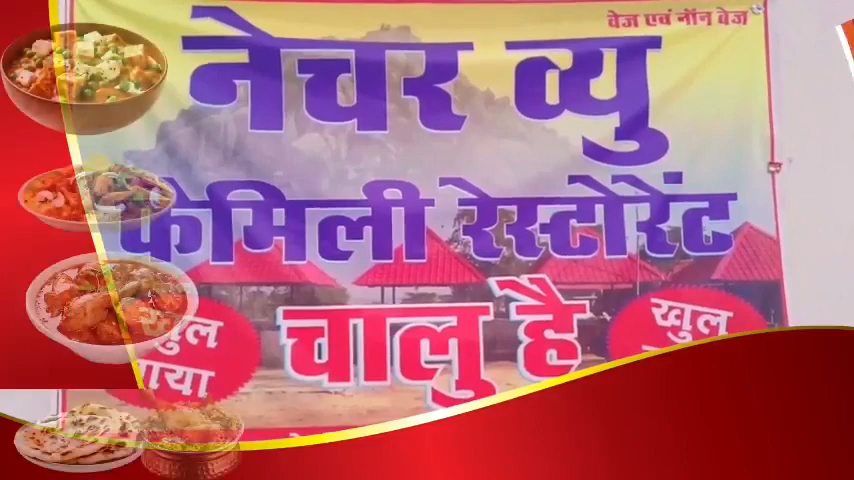 वेज एवं नॉन वेज
नेचर व्यु
फेमिली रेस्टोरेंट
चालु है
खुल
खुल
गया